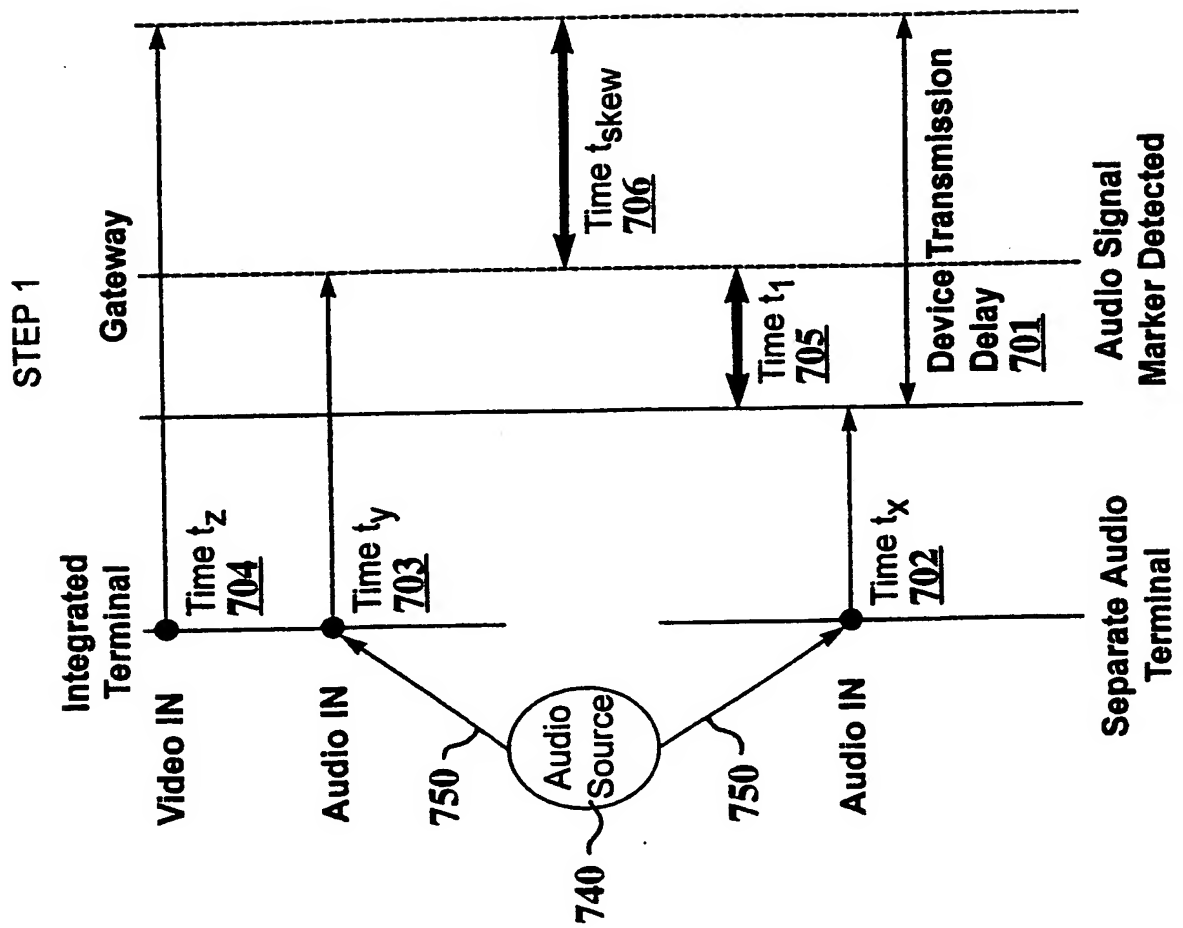 STEP 1
Integrated
Terminal
Gateway
Video IN
Time tz
704
Audio IN
Time ty
703
750
Time tskew
706
Audio
Source
740
750
Time t1
705
Audio IN
Time tx
702
Device Transmission
Delay
701
Separate Audio
Terminal
Audio Signal
Marker Detected